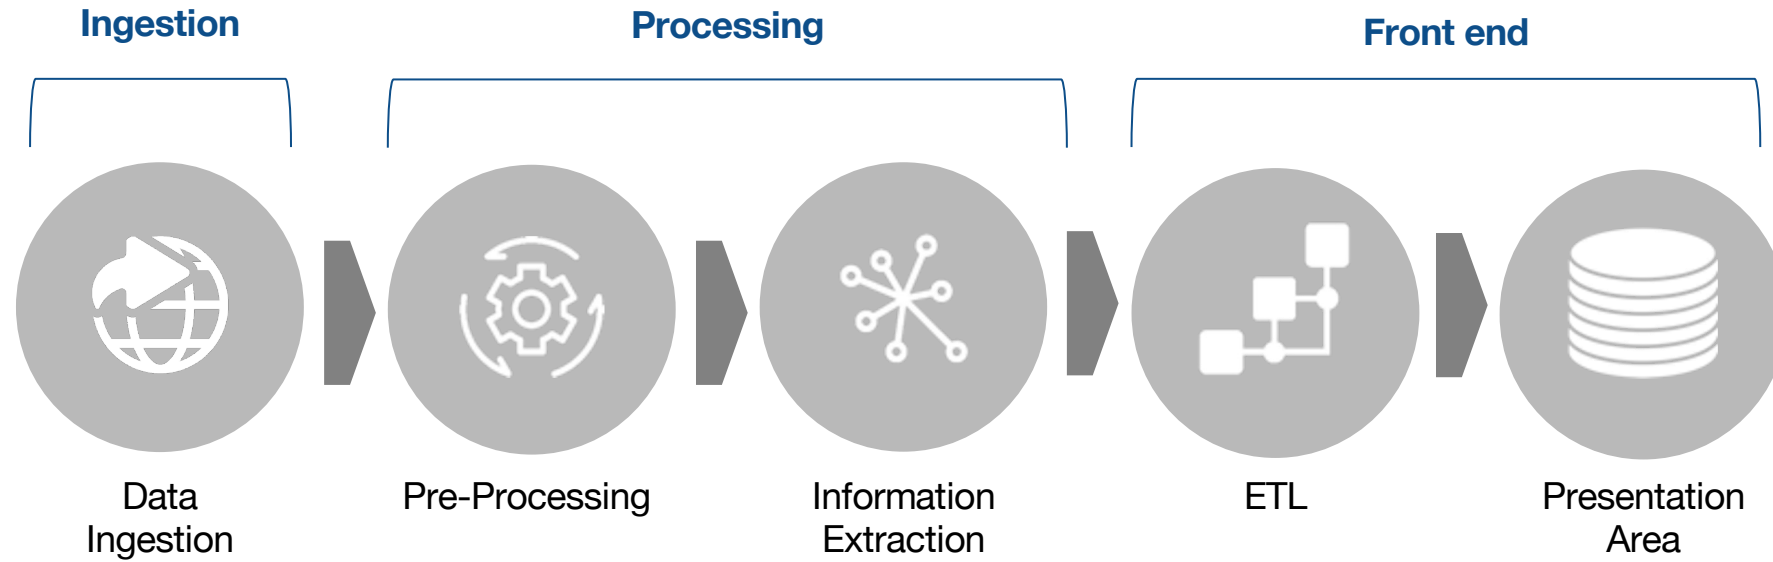 Ingestion
Processing
Front end
Data
Ingestion
Pre-Processing
Information
Extraction
ETL
Presentation
Area